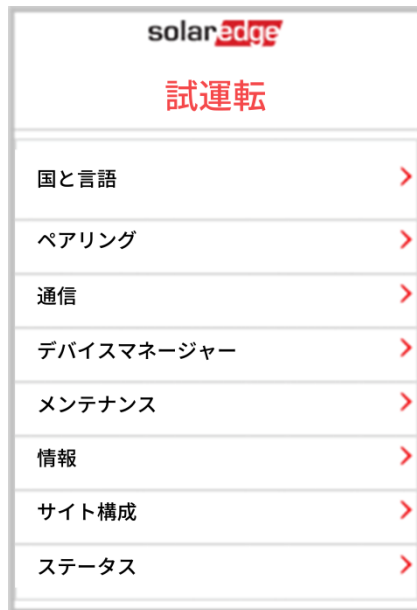 solaredge
試運転
国と言語
ペアリング
通信
デバイスマネージャー
メンテナンス
情報
サイト構成
ステータス